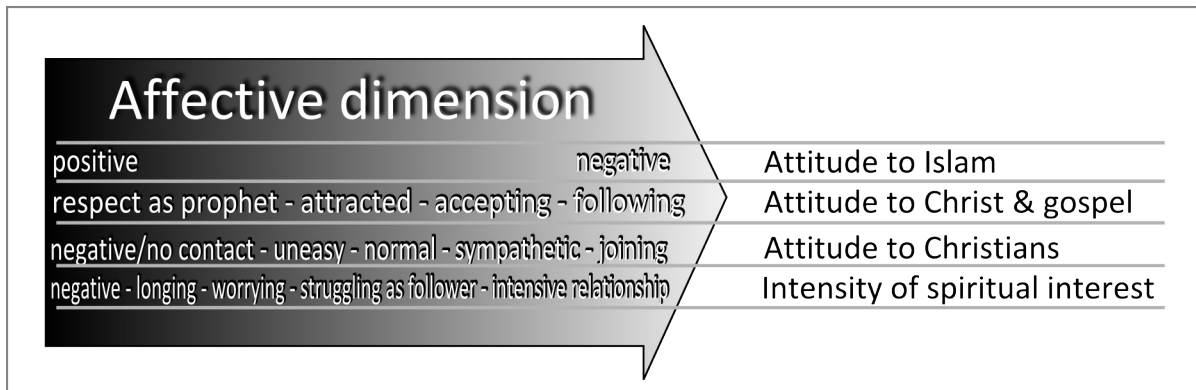 Affective dimension
positive negative Attitude to Islam
respect as prophet - attracted - accepting - following Attitude to Christ & gospel
negative/no contact - uneasy - normal - sympathetic - joining Attitude to Christians
negative - longing - worrying - struggling as follower - intensive relationship Intensity of spiritual interest